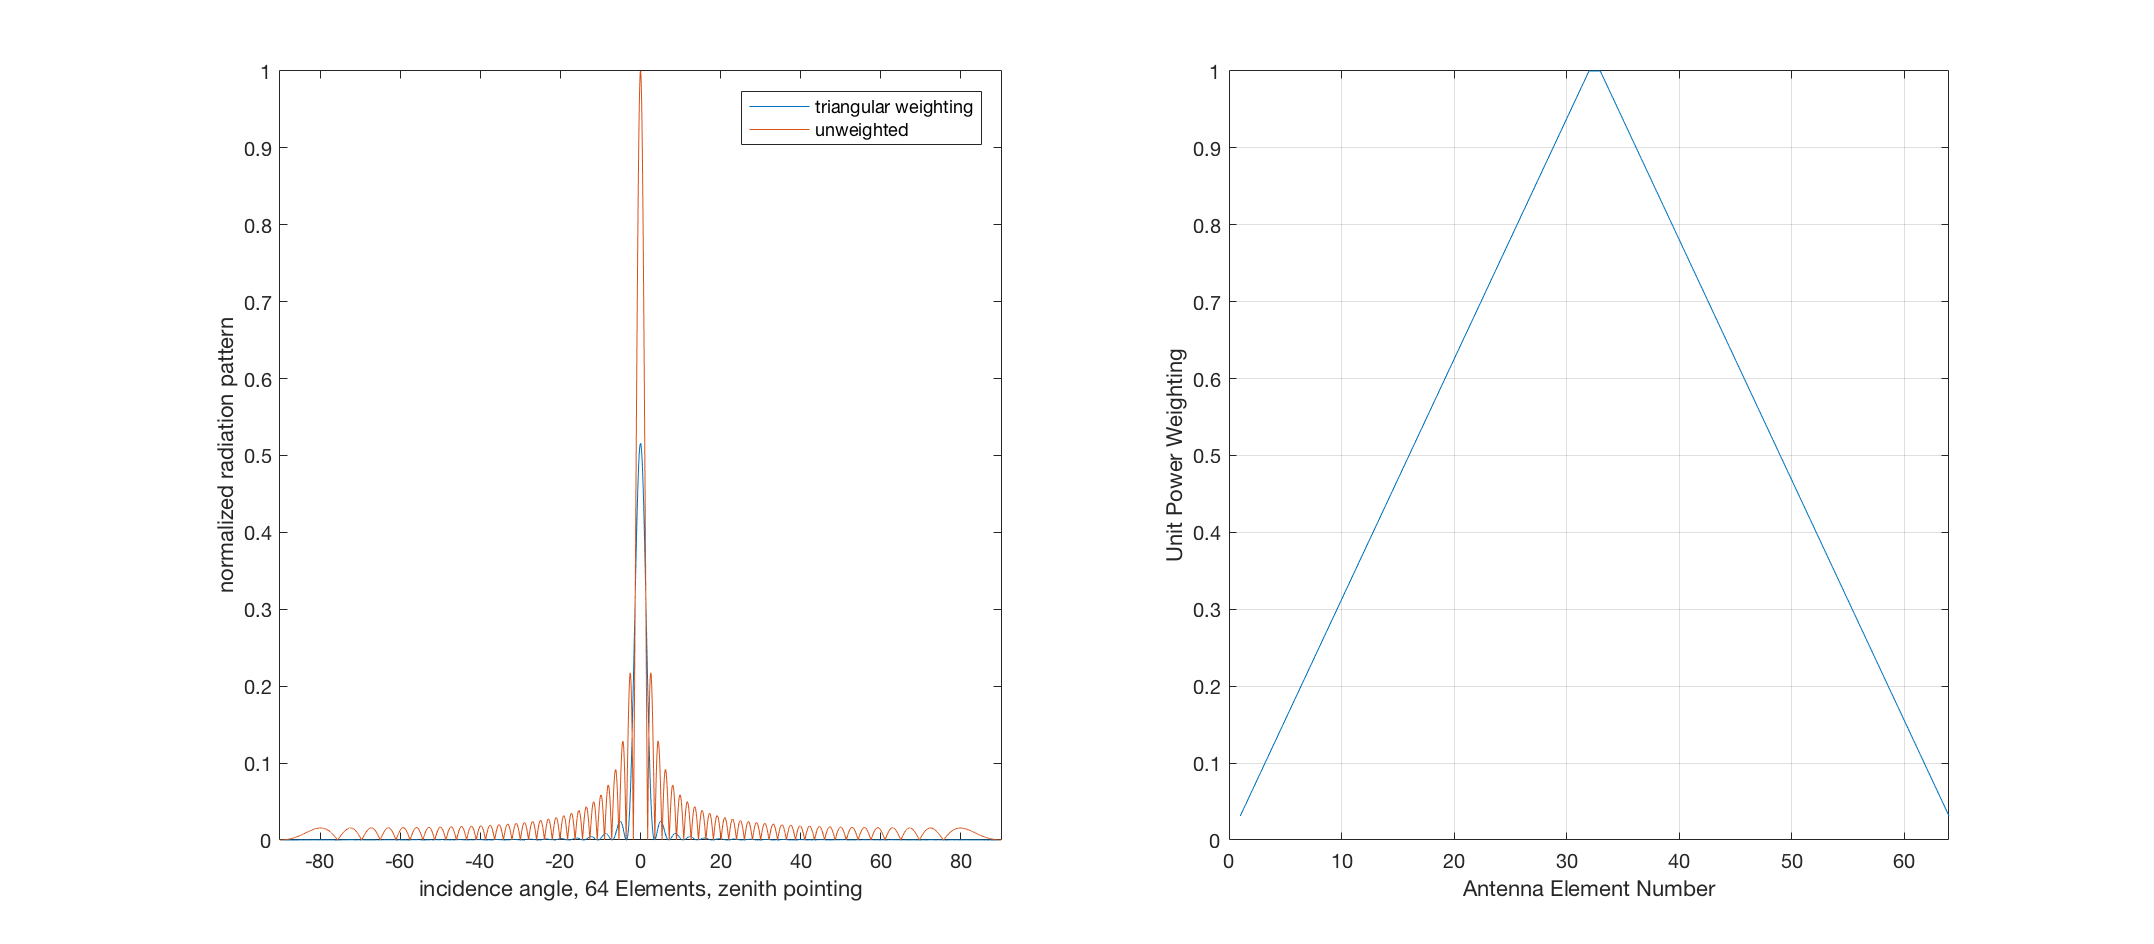 normalized radiation pattern
1
0.9
0.8
0.7
0.6
0.5
0.4
0.3
0.2
0.1
0
triangular weighting
unweighted
-80 -60 -40 -20 0 20 40 60 80
incidence angle, 64 Elements, zenith pointing
Unit Power Weighting
1
0.9
0.8
0.7
0.6
0.5
0.4
0.3
0.2
0.1
0
0 10 20 30 40 50 60
Antenna Element Number